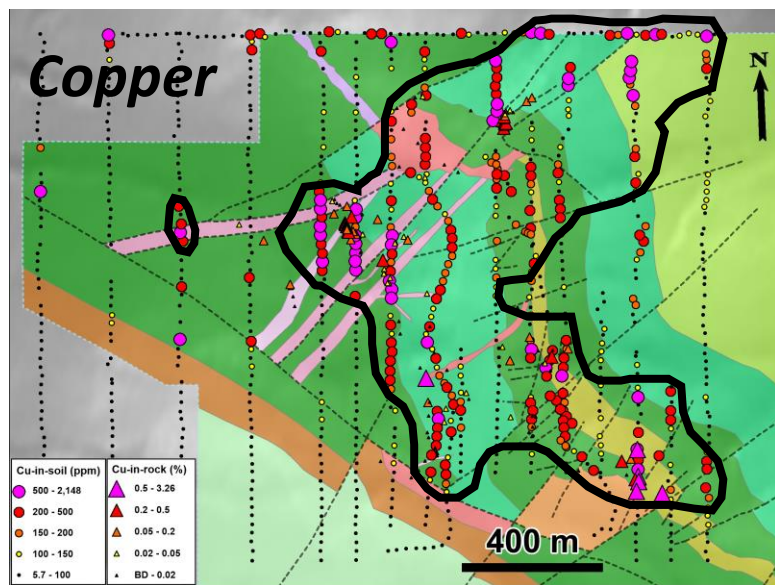 Copper
N
Cu-in-soil (ppm)
500 - 2,148
200 - 500
150 - 200
100 - 150
5.7 - 100
Cu-in-rock (%)
0.5 - 3.26
0.2 - 0.5
0.05 - 0.2
0.02 - 0.05
BD - 0.02
400 m